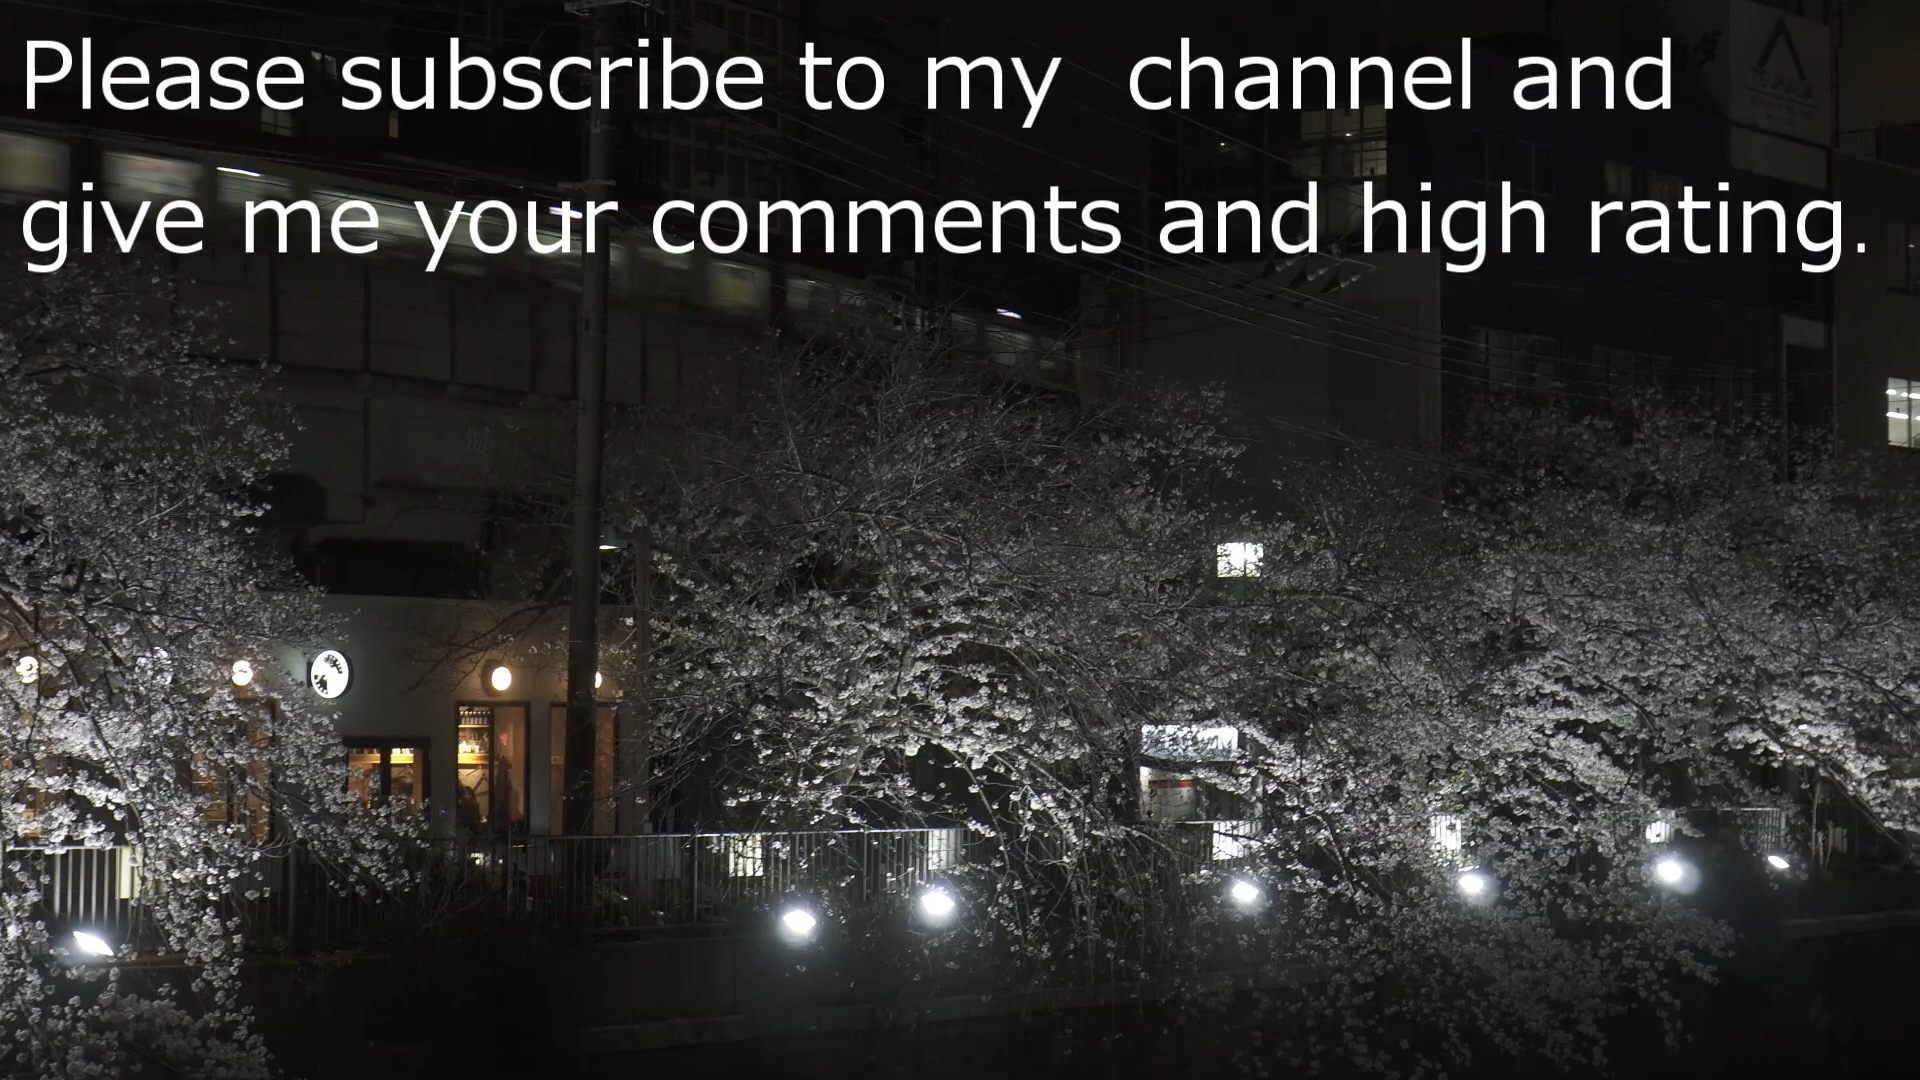 Please subscribe to my  channel and
give me your comments and high rating.